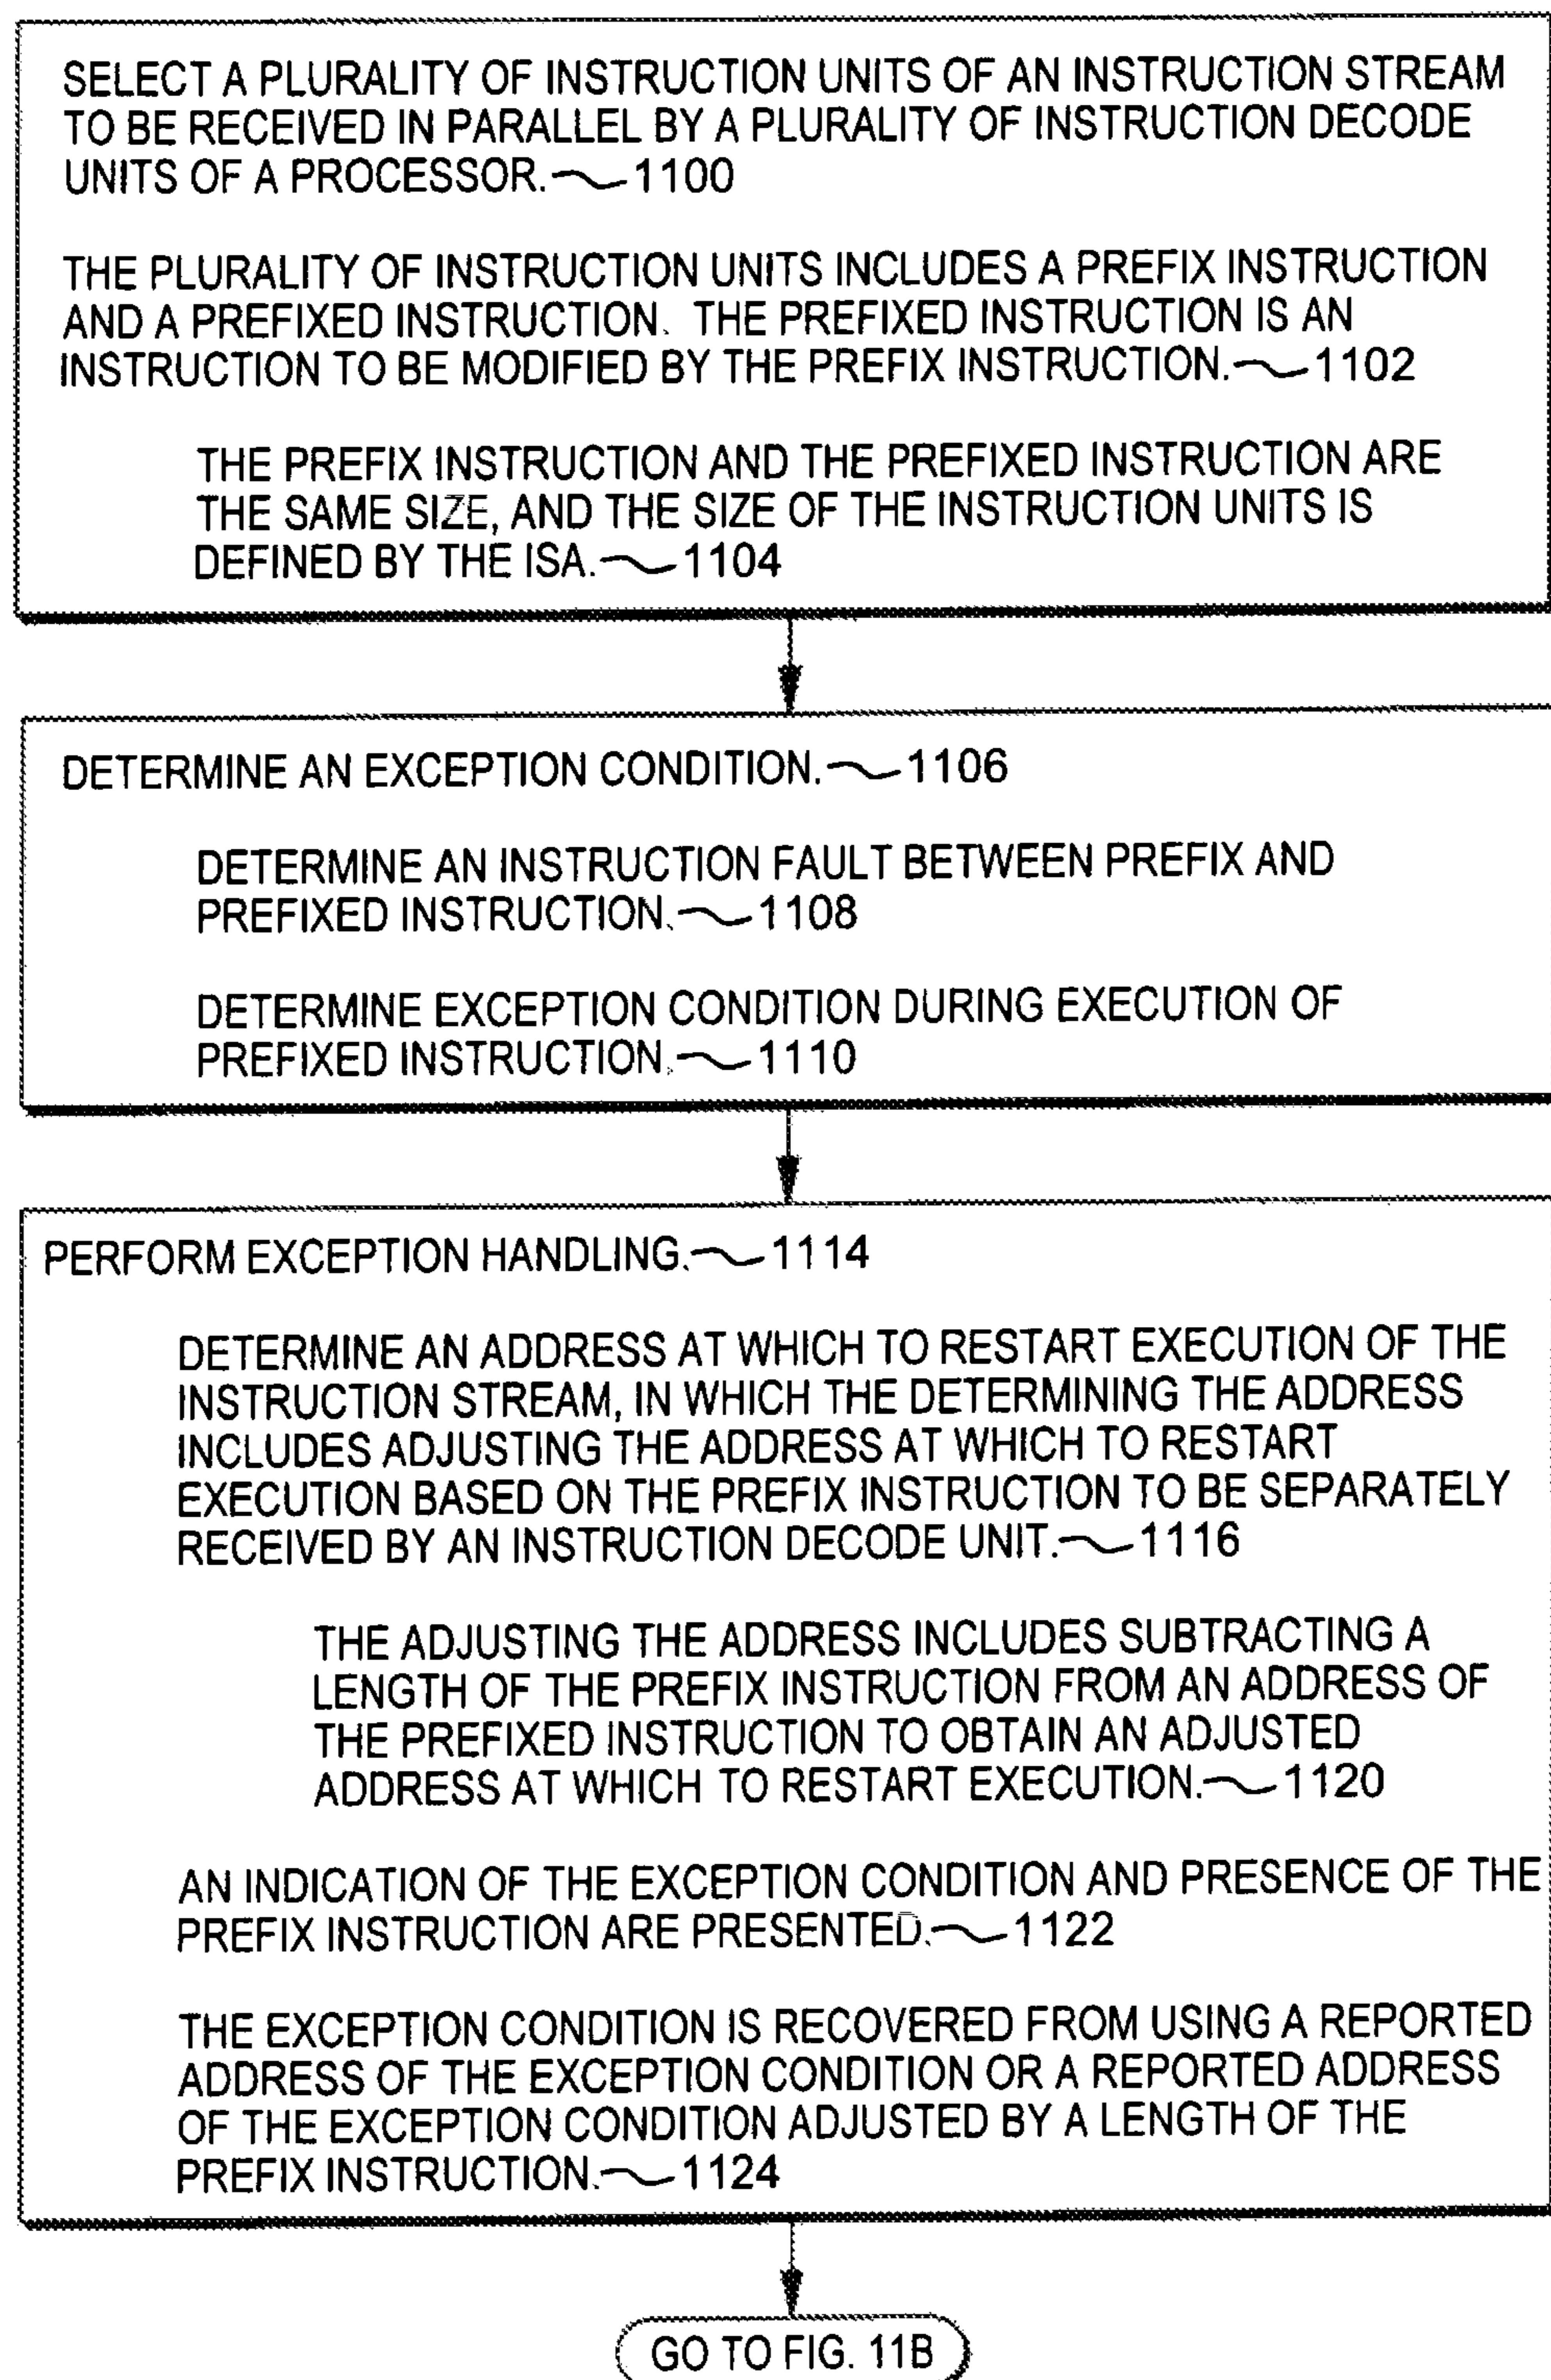 SELECT A PLURALITY OF INSTRUCTION UNITS OF AN INSTRUCTION STREAM
TO BE RECEIVED IN PARALLEL BY A PLURALITY OF INSTRUCTION DECODE
UNITS OF A PROCESSOR. 1100
THE PLURALITY OF INSTRUCTION UNITS INCLUDES A PREFIX INSTRUCTION
AND A PREFIXED INSTRUCTION. THE PREFIXED INSTRUCTION IS AN
INSTRUCTION TO BE MODIFIED BY THE PREFIX INSTRUCTION. 1102
THE PREFIX INSTRUCTION AND THE PREFIXED INSTRUCTION ARE
THE SAME SIZE, AND THE SIZE OF THE INSTRUCTION UNITS IS
DEFINED BY THE ISA. 1104
DETERMINE AN EXCEPTION CONDITION. 1106
DETERMINE AN INSTRUCTION FAULT BETWEEN PREFIX AND
PREFIXED INSTRUCTION. 1108
DETERMINE EXCEPTION CONDITION DURING EXECUTION OF
PREFIXED INSTRUCTION. 1110
PERFORM EXCEPTION HANDLING. 1114
DETERMINE AN ADDRESS AT WHICH TO RESTART EXECUTION OF THE
INSTRUCTION STREAM, IN WHICH THE DETERMINING THE ADDRESS
INCLUDES ADJUSTING THE ADDRESS AT WHICH TO RESTART
EXECUTION BASED ON THE PREFIX INSTRUCTION TO BE SEPARATELY
RECEIVED BY AN INSTRUCTION DECODE UNIT. 1116
THE ADJUSTING THE ADDRESS INCLUDES SUBTRACTING A
LENGTH OF THE PREFIX INSTRUCTION FROM AN ADDRESS OF
THE PREFIXED INSTRUCTION TO OBTAIN AN ADJUSTED
ADDRESS AT WHICH TO RESTART EXECUTION. 1120
AN INDICATION OF THE EXCEPTION CONDITION AND PRESENCE OF THE
PREFIX INSTRUCTION ARE PRESENTED. 1122
THE EXCEPTION CONDITION IS RECOVERED FROM USING A REPORTED
ADDRESS OF THE EXCEPTION CONDITION OR A REPORTED ADDRESS
OF THE EXCEPTION CONDITION ADJUSTED BY A LENGTH OF THE
PREFIX INSTRUCTION. 1124
GO TO FIG. 11B